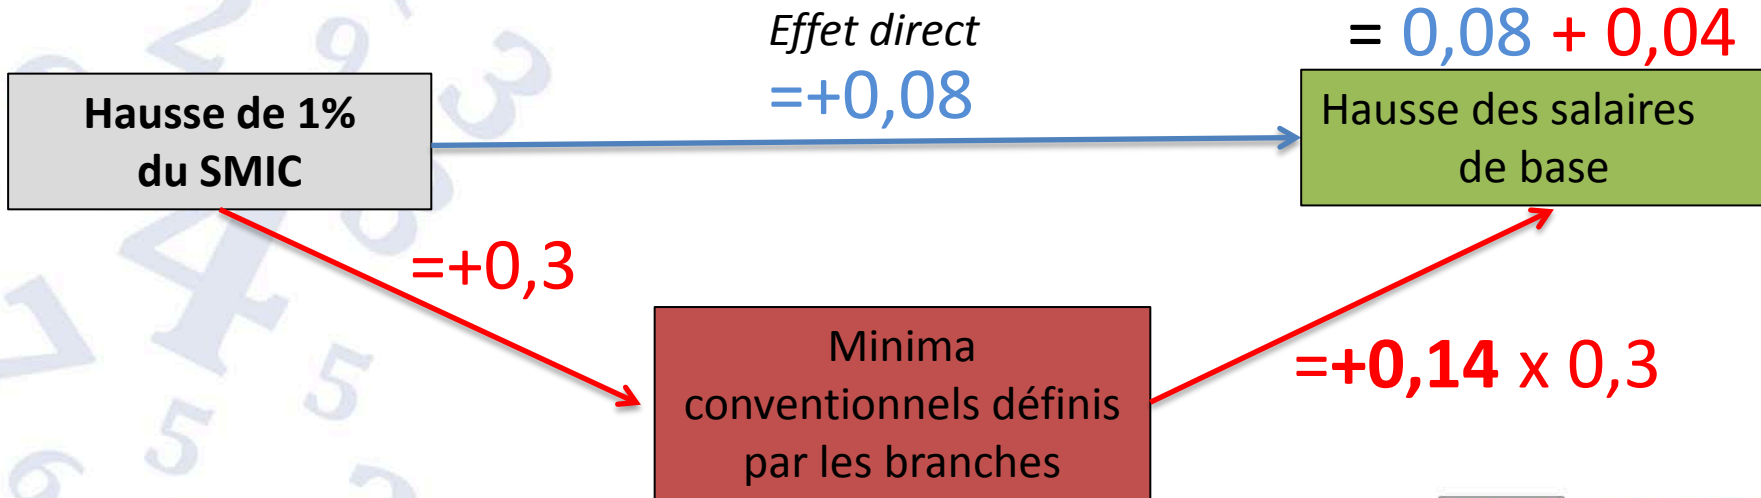 Effet direct
=+0,08
= 0,08 + 0,04
Hausse de 1%
du SMIC
Hausse des salaires
de base
=+0,3
Minima
conventionnels définis
par les branches
=+0,14 x 0,3